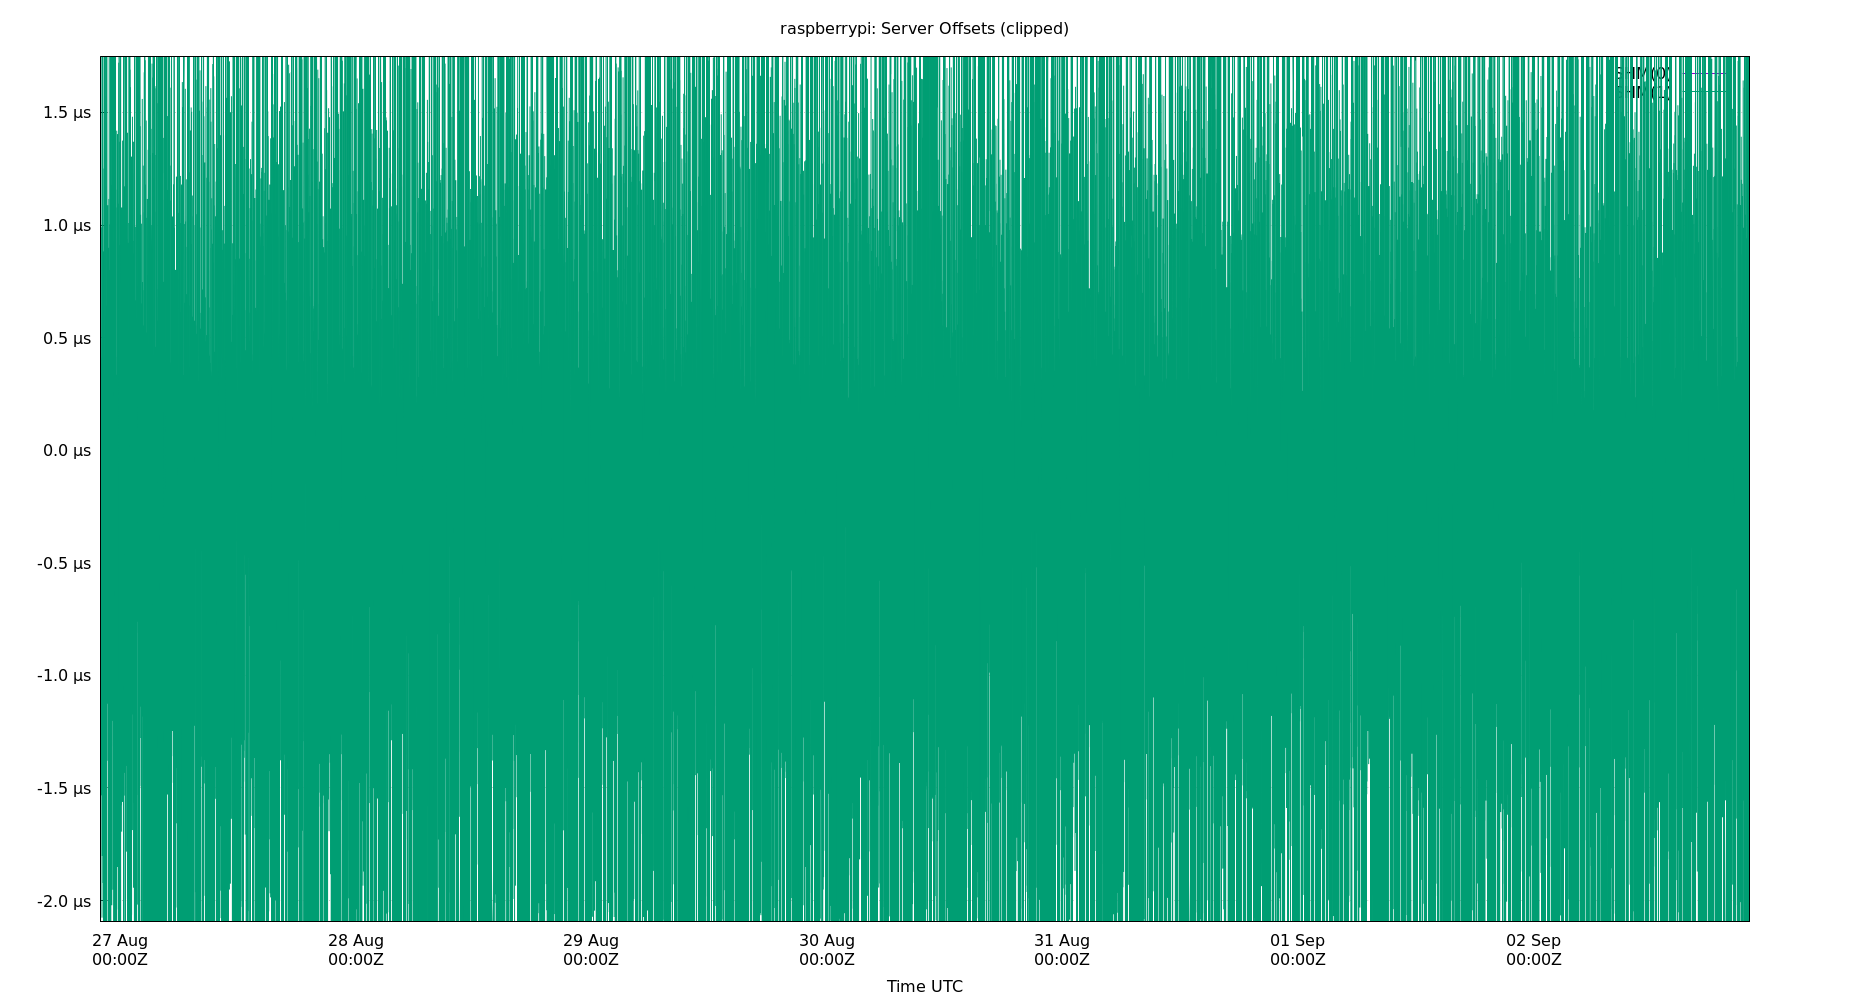 raspberrypi: Server Offsets (clipped)
SHM(0)
1.5 µs
1.0 µs
0.5 µs
0.0 µs
-0.5 µs
-1.0 µs
-1.5 µs
-2.0 µs
27 Aug 28 Aug 29 Aug 30 Aug 31 Aug 01 Sep 02 Sep
00:00Z 00:00Z 00:00Z 00:00Z 00:00Z 00:00Z 00:00Z
Time UTC